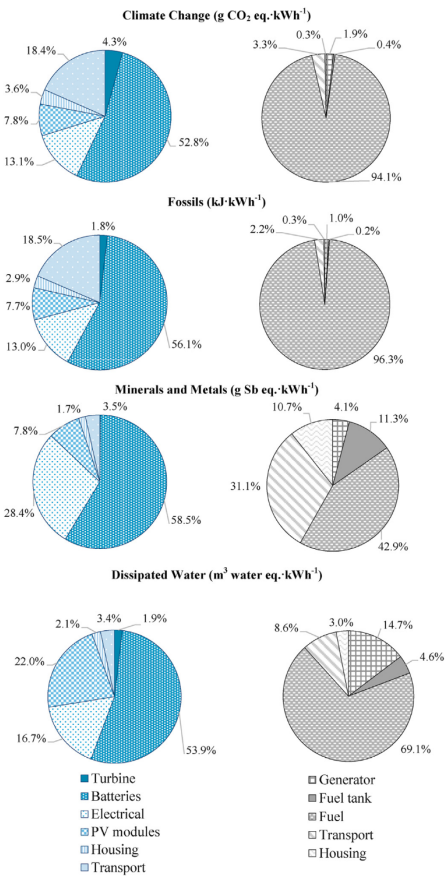 Climate Change (g CO₂ eq.·kWh⁻¹)
4.3%
18.4%
3.6%
7.8%
13.1%
52.8%
0.3%
1.9%
3.3%
0.4%
94.1%
Fossils (kJ·kWh⁻¹)
1.8%
18.5%
2.9%
7.7%
13.0%
56.1%
0.3%
1.0%
2.2%
0.2%
96.3%
Minerals and Metals (g Sb eq.·kWh⁻¹)
1.7%
3.5%
7.8%
28.4%
58.5%
10.7%
4.1%
11.3%
31.1%
42.9%
Dissipated Water (m³ water eq.·kWh⁻¹)
2.1%
3.4%
1.9%
22.0%
16.7%
53.9%
8.6%
3.0%
14.7%
4.6%
69.1%
Turbine
Batteries
Electrical
PV modules
Housing
Transport
Generator
Fuel tank
Fuel
Transport
Housing